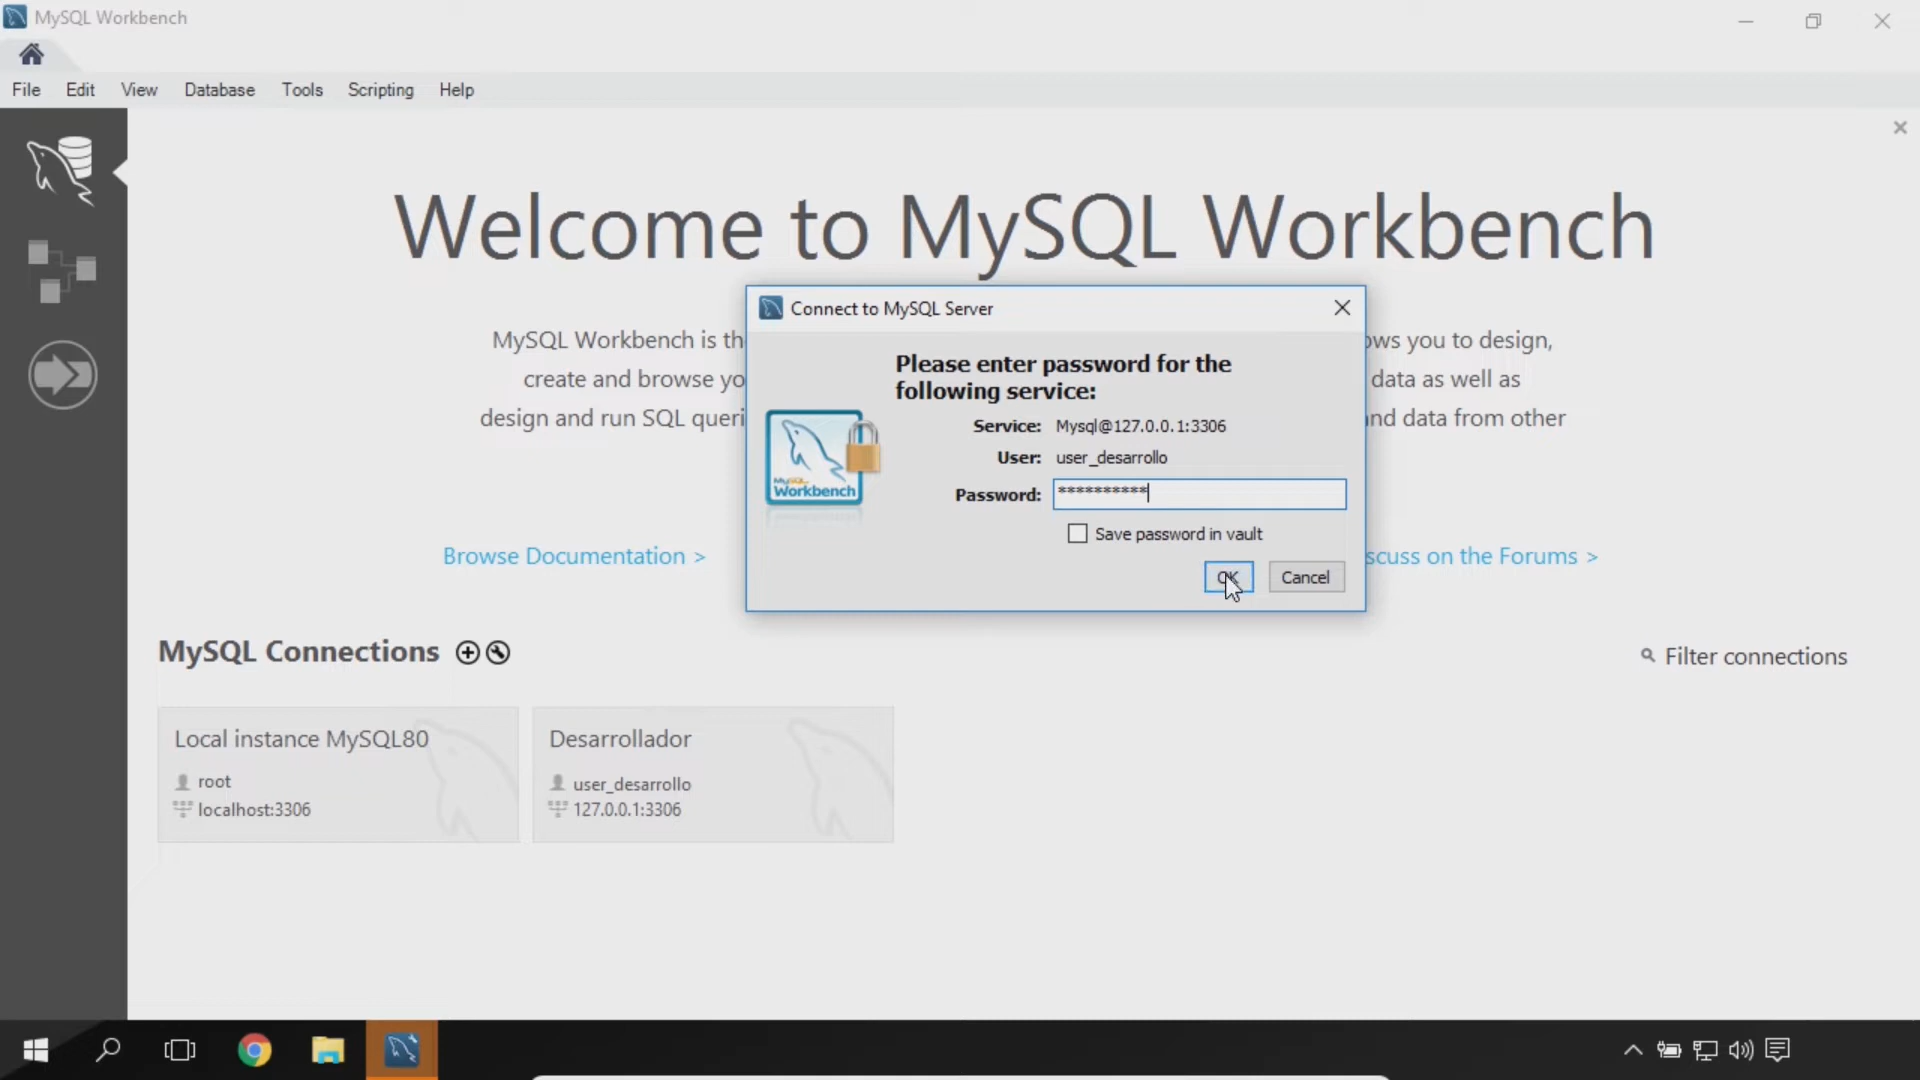 MySQL Workbench
File Edit View Database Tools Scripting Help
Welcome to MySQL Workbench
MySQL Workbench is th
ows you to design,
create and browse yo
data as well as
design and run SQL queri
nd data from other
Browse Documentation >
scuss on the Forums >
Connect to MySQL Server
Please enter password for the
following service:
Service: Mysql@127.0.0.1:3306
User: user_desarrollo
Password: **********
Save password in vault
OK Cancel
MySQL Workbench
MySQL Connections
Filter connections
Local instance MySQL80
root
localhost:3306
Desarrollador
user_desarrollo
127.0.0.1:3306